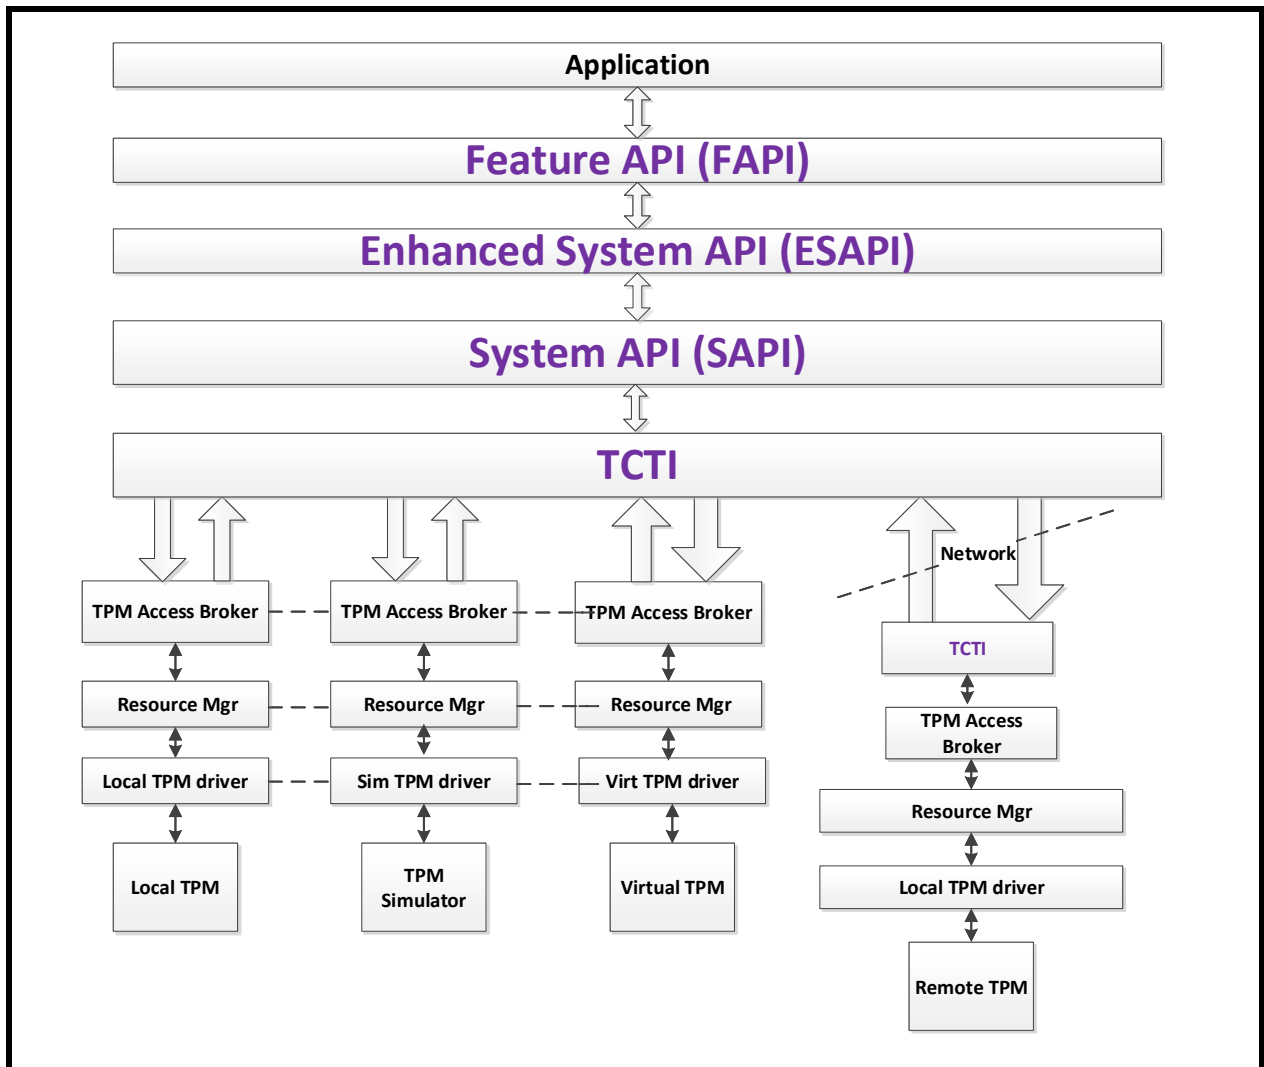 Application
Feature API (FAPI)
Enhanced System API (ESAPI)
System API (SAPI)
TCTI
Network
TPM Access Broker
TPM Access Broker
TPM Access Broker
TCTI
Resource Mgr
Resource Mgr
Resource Mgr
TPM Access
Broker
Local TPM driver
Sim TPM driver
Virt TPM driver
Resource Mgr
Local TPM
TPM
Simulator
Virtual TPM
Local TPM driver
Remote TPM